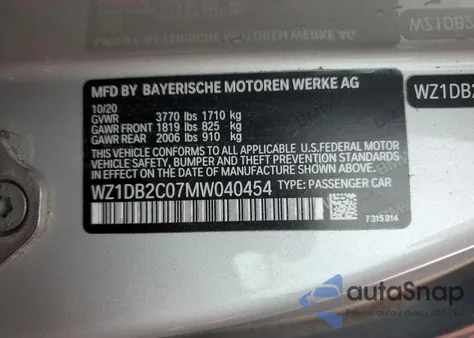 MFD BY BAYERISCHE MOTOREN WERKE AG
10/20
GVWR 3770 lbs 1710 kg
GAWR FRONT 1819 lbs 825 kg
GAWR REAR 2006 lbs 910 kg
THIS VEHICLE CONFORMS TO ALL APPLICABLE U.S.FEDERAL MOTOR
VEHICLE SAFETY, BUMPER AND THEFT PREVENTION STANDARDS
IN EFFECT ON THE DATE OF MANUFACTURE SHOWN ABOVE.
WZ1DB2C07MW040454 TYPE: PASSENGER CAR
7315814
WZ1DB2
autoSnap